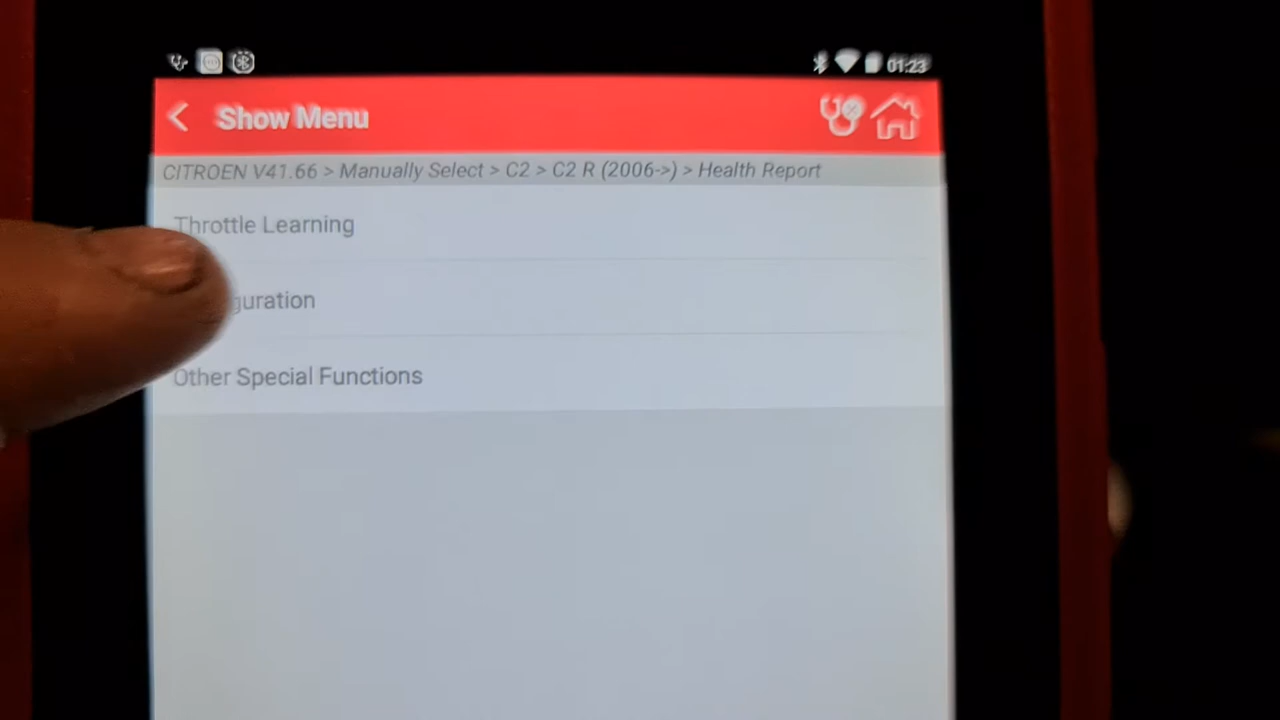 01:23
Show Menu
CITROEN V41.66 > Manually Select > C2 > C2 R (2006->) > Health Report
Throttle Learning
guration
Other Special Functions